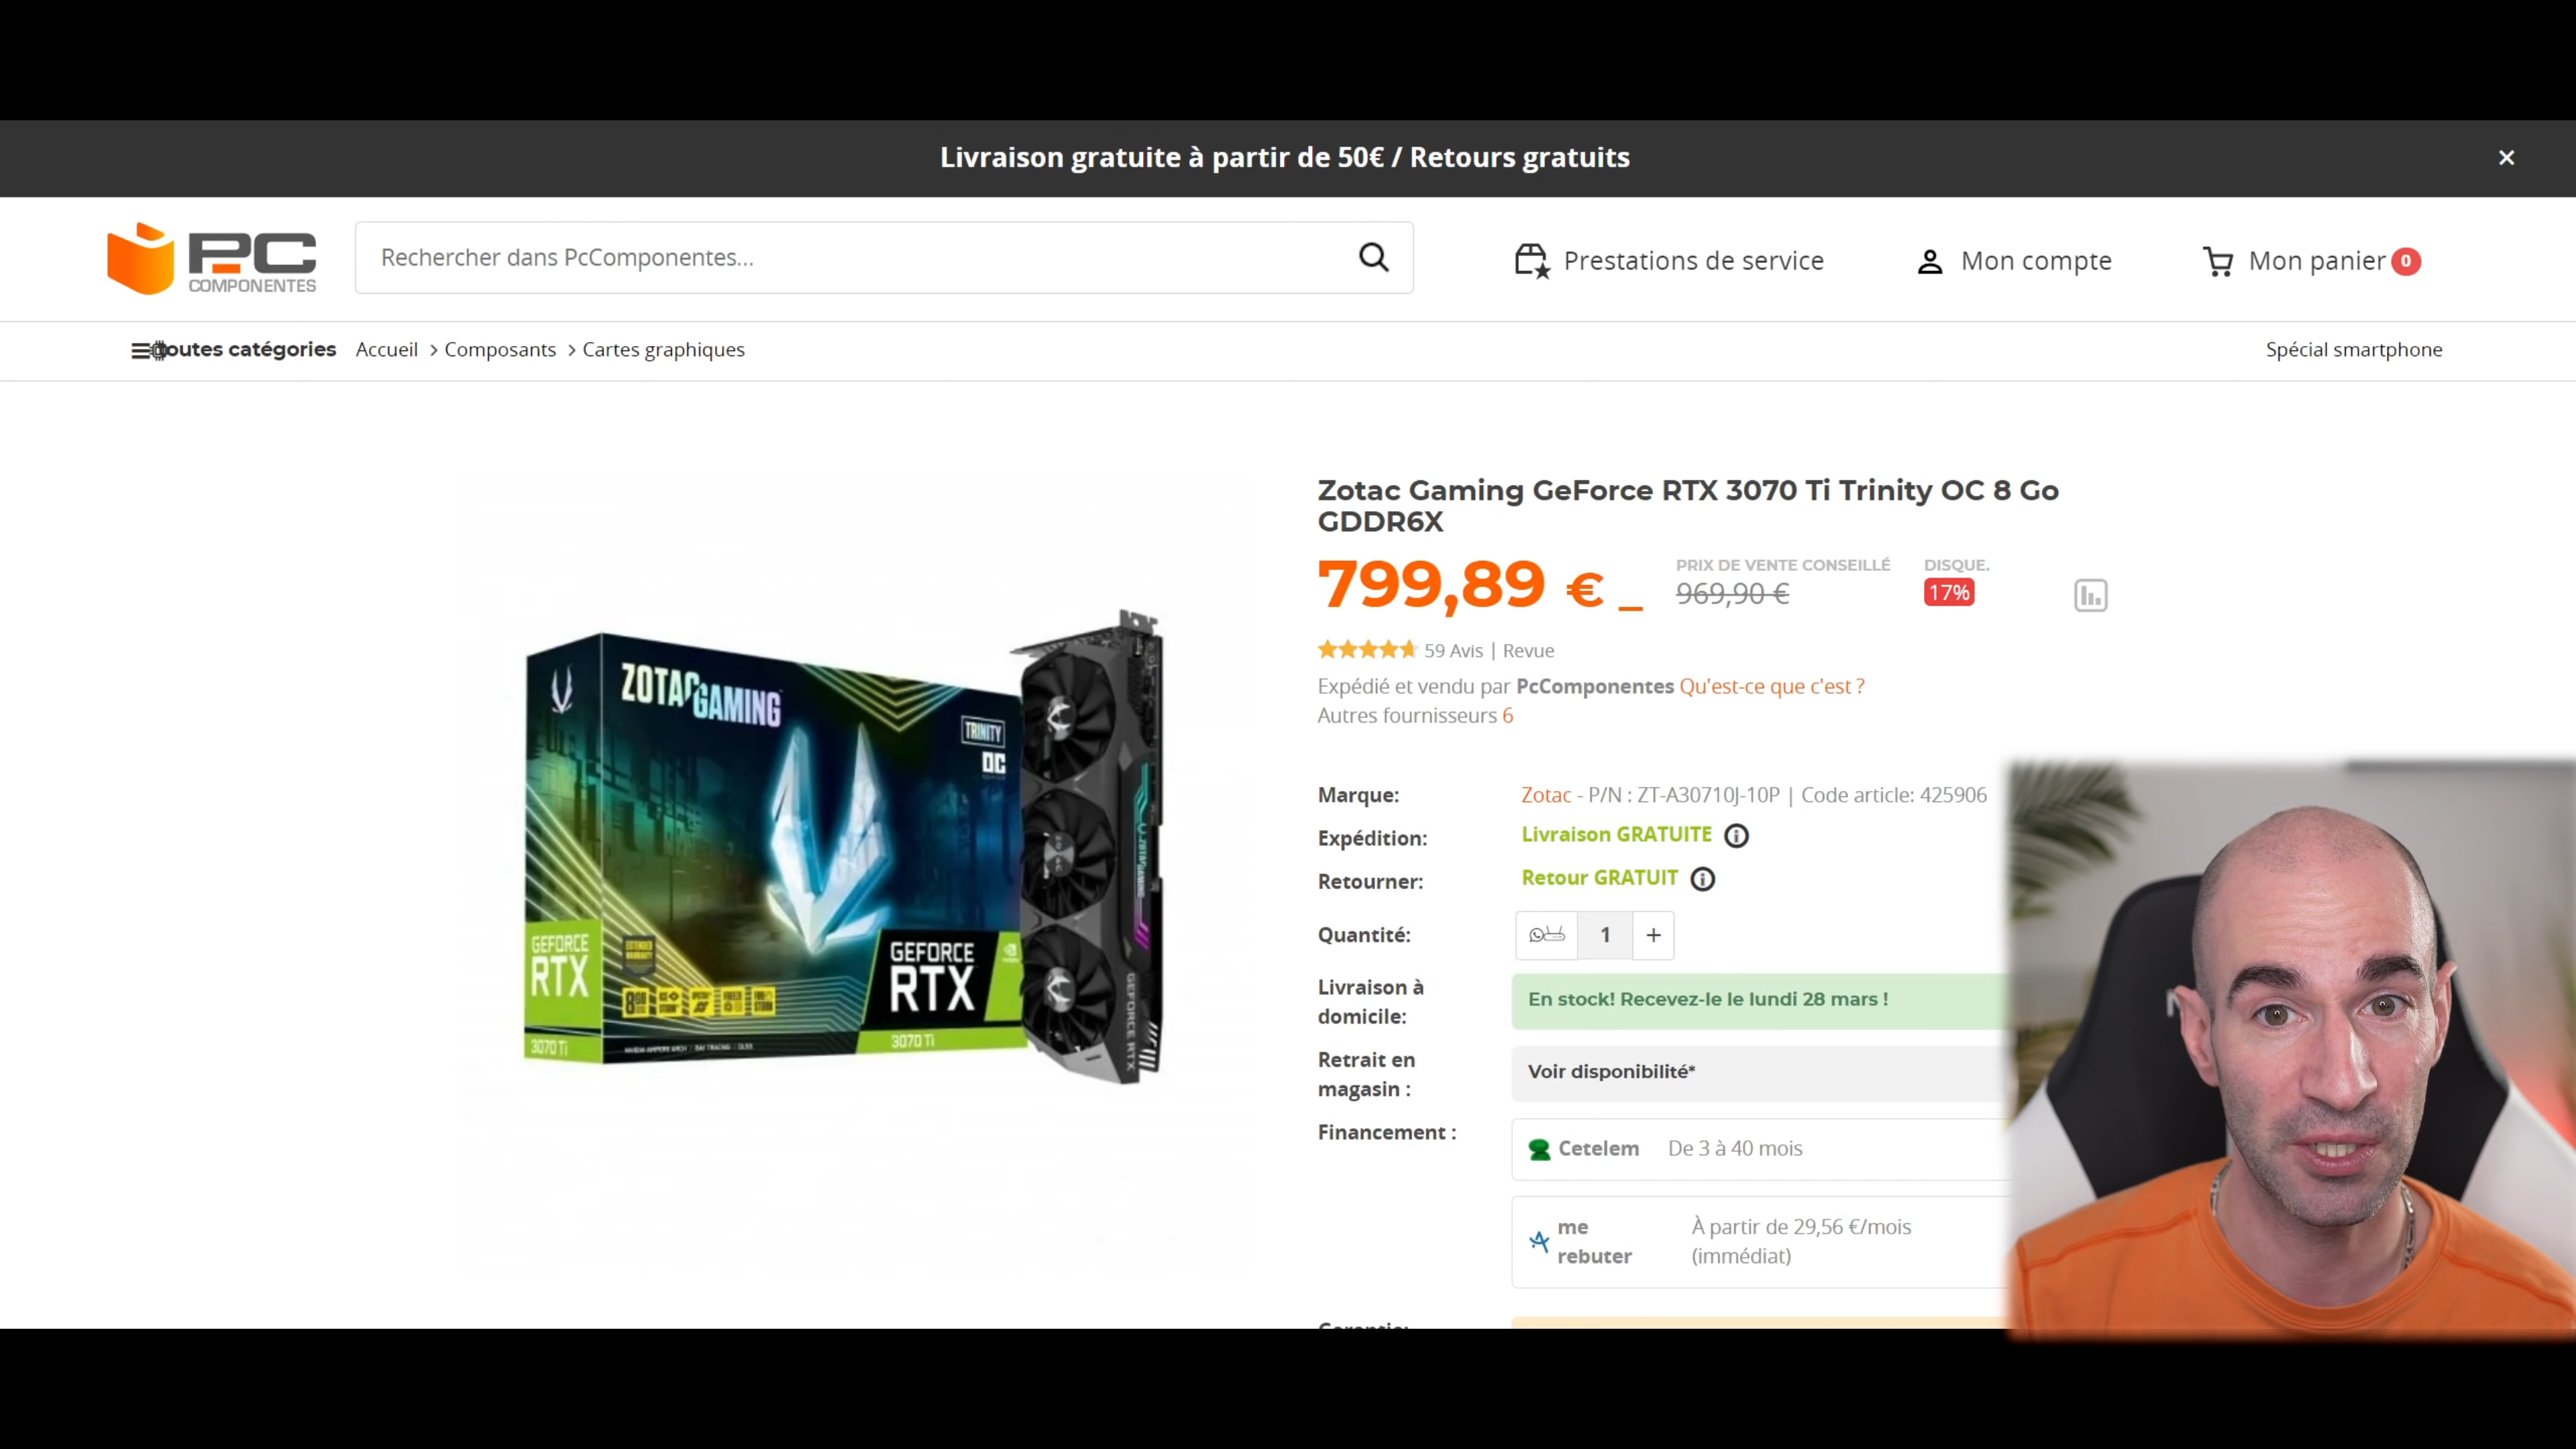 Livraison gratuite à partir de 50€ / Retours gratuits
PC
COMPONENTES
Rechercher dans PcComponentes...
Prestations de service
Mon compte
Mon panier 0
outes catégories
Accueil > Composants > Cartes graphiques
Spécial smartphone
Zotac Gaming GeForce RTX 3070 Ti Trinity OC 8 Go
GDDR6X
799,89 € _
PRIX DE VENTE CONSEILLÉ
969,90 €
DISQUE.
17%
59 Avis | Revue
Expédié et vendu par PcComponentes Qu'est-ce que c'est ?
Autres fournisseurs 6
Marque: Zotac - P/N : ZT-A30710J-10P | Code article: 425906
Expédition: Livraison GRATUITE
Retourner: Retour GRATUIT
Quantité: 1 +
Livraison à
domicile:
En stock! Recevez-le le lundi 28 mars !
Retrait en
magasin :
Voir disponibilité*
Financement :
Cetelem De 3 à 40 mois
me
rebuter
À partir de 29,56 €/mois
(immédiat)
ZOTAC GAMING
TRINITY
OC
GEFORCE
RTX
3070 Ti
8GB
GEFORCE
RTX
3070 Ti
GEFORCE RTX